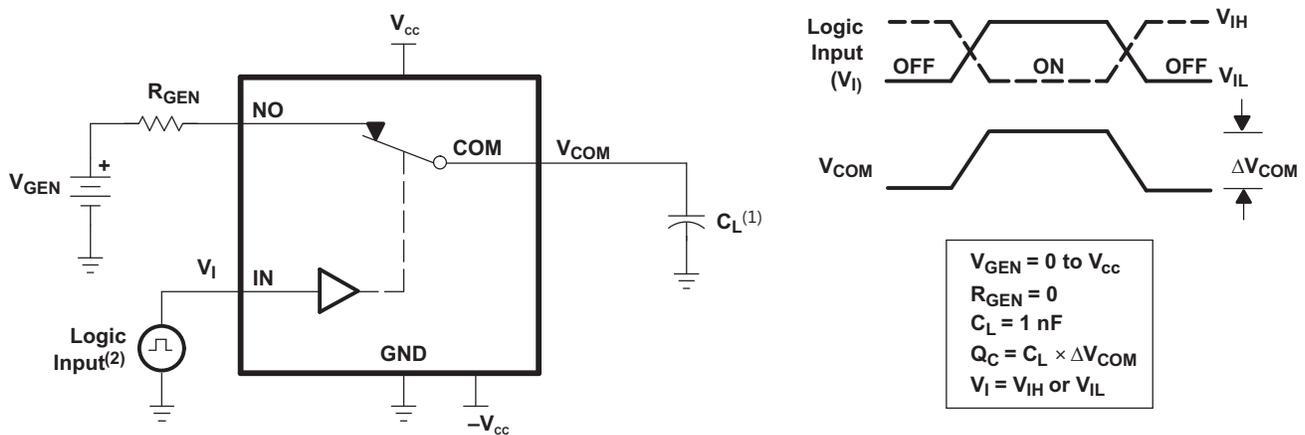 V_CC
R_GEN
NO
COM
V_COM
V_GEN
+
C_L(1)
V_I
IN
Logic
Input(2)
GND
–V_CC
Logic
Input
(V_I)
OFF
ON
OFF
V_IH
V_IL
V_COM
ΔV_COM
V_GEN = 0 to V_CC
R_GEN = 0
C_L = 1 nF
Q_C = C_L × ΔV_COM
V_I = V_IH or V_IL